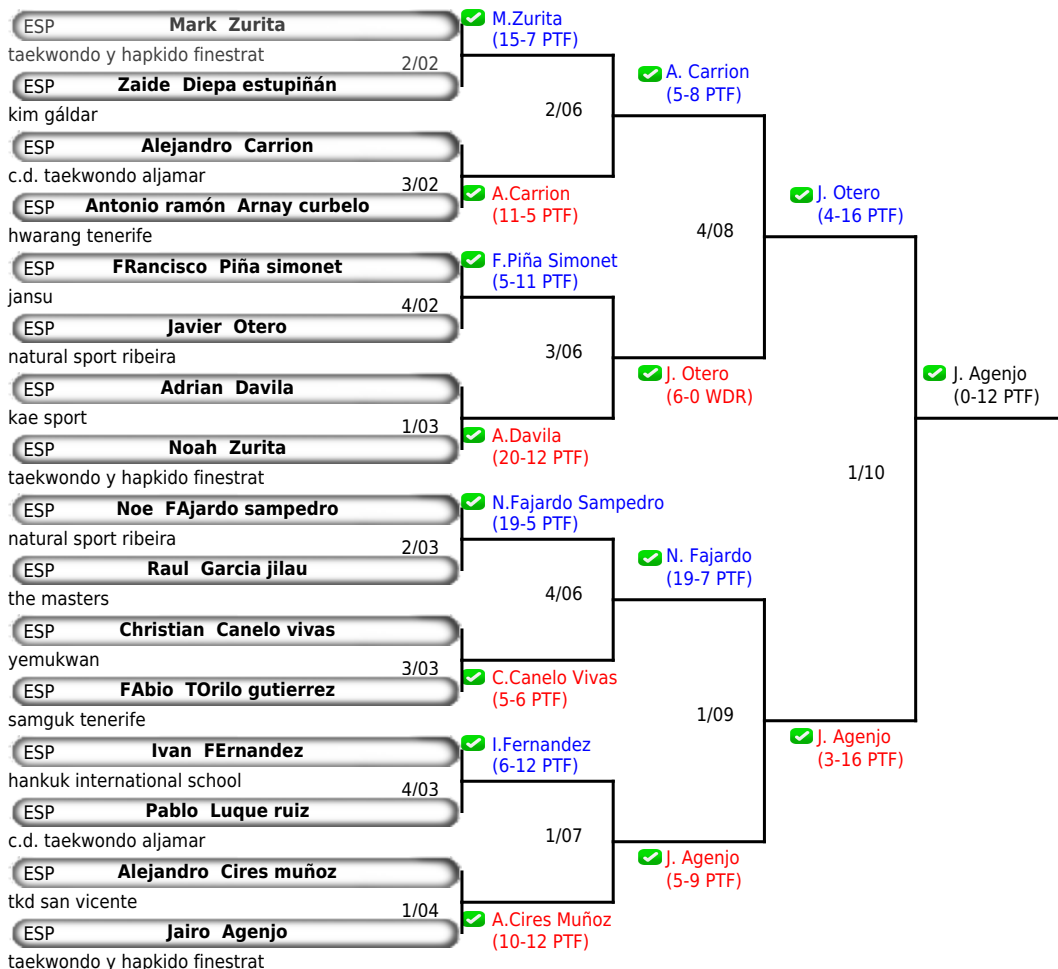 ESP Mark Zurita
taekwondo y hapkido finestrat
2/02
ESP Zaide Diepa estupiñán
kim gáldar
ESP Alejandro Carrion
c.d. taekwondo aljamar
3/02
ESP Antonio ramón Arnay curbelo
hwarang tenerife
ESP FRancisco Piña simonet
jansu
4/02
ESP Javier Otero
natural sport ribeira
ESP Adrian Davila
kae sport
1/03
ESP Noah Zurita
taekwondo y hapkido finestrat
ESP Noe FAjardo sampedro
natural sport ribeira
2/03
ESP Raul Garcia jilau
the masters
ESP Christian Canelo vivas
yemukwan
3/03
ESP FAbio TOrilo gutierrez
samguk tenerife
ESP Ivan FErnandez
hankuk international school
4/03
ESP Pablo Luque ruiz
c.d. taekwondo aljamar
ESP Alejandro Cires muñoz
tkd san vicente
1/04
ESP Jairo Agenjo
taekwondo y hapkido finestrat
M.Zurita
(15-7 PTF)
2/06
A.Carrion
(11-5 PTF)
F.Piña Simonet
(5-11 PTF)
3/06
A.Davila
(20-12 PTF)
N.Fajardo Sampedro
(19-5 PTF)
4/06
C.Canelo Vivas
(5-6 PTF)
I.Fernandez
(6-12 PTF)
1/07
A.Cires Muñoz
(10-12 PTF)
A. Carrion
(5-8 PTF)
4/08
J. Otero
(6-0 WDR)
N. Fajardo
(19-7 PTF)
1/09
J. Agenjo
(5-9 PTF)
J. Otero
(4-16 PTF)
1/10
J. Agenjo
(3-16 PTF)
J. Agenjo
(0-12 PTF)